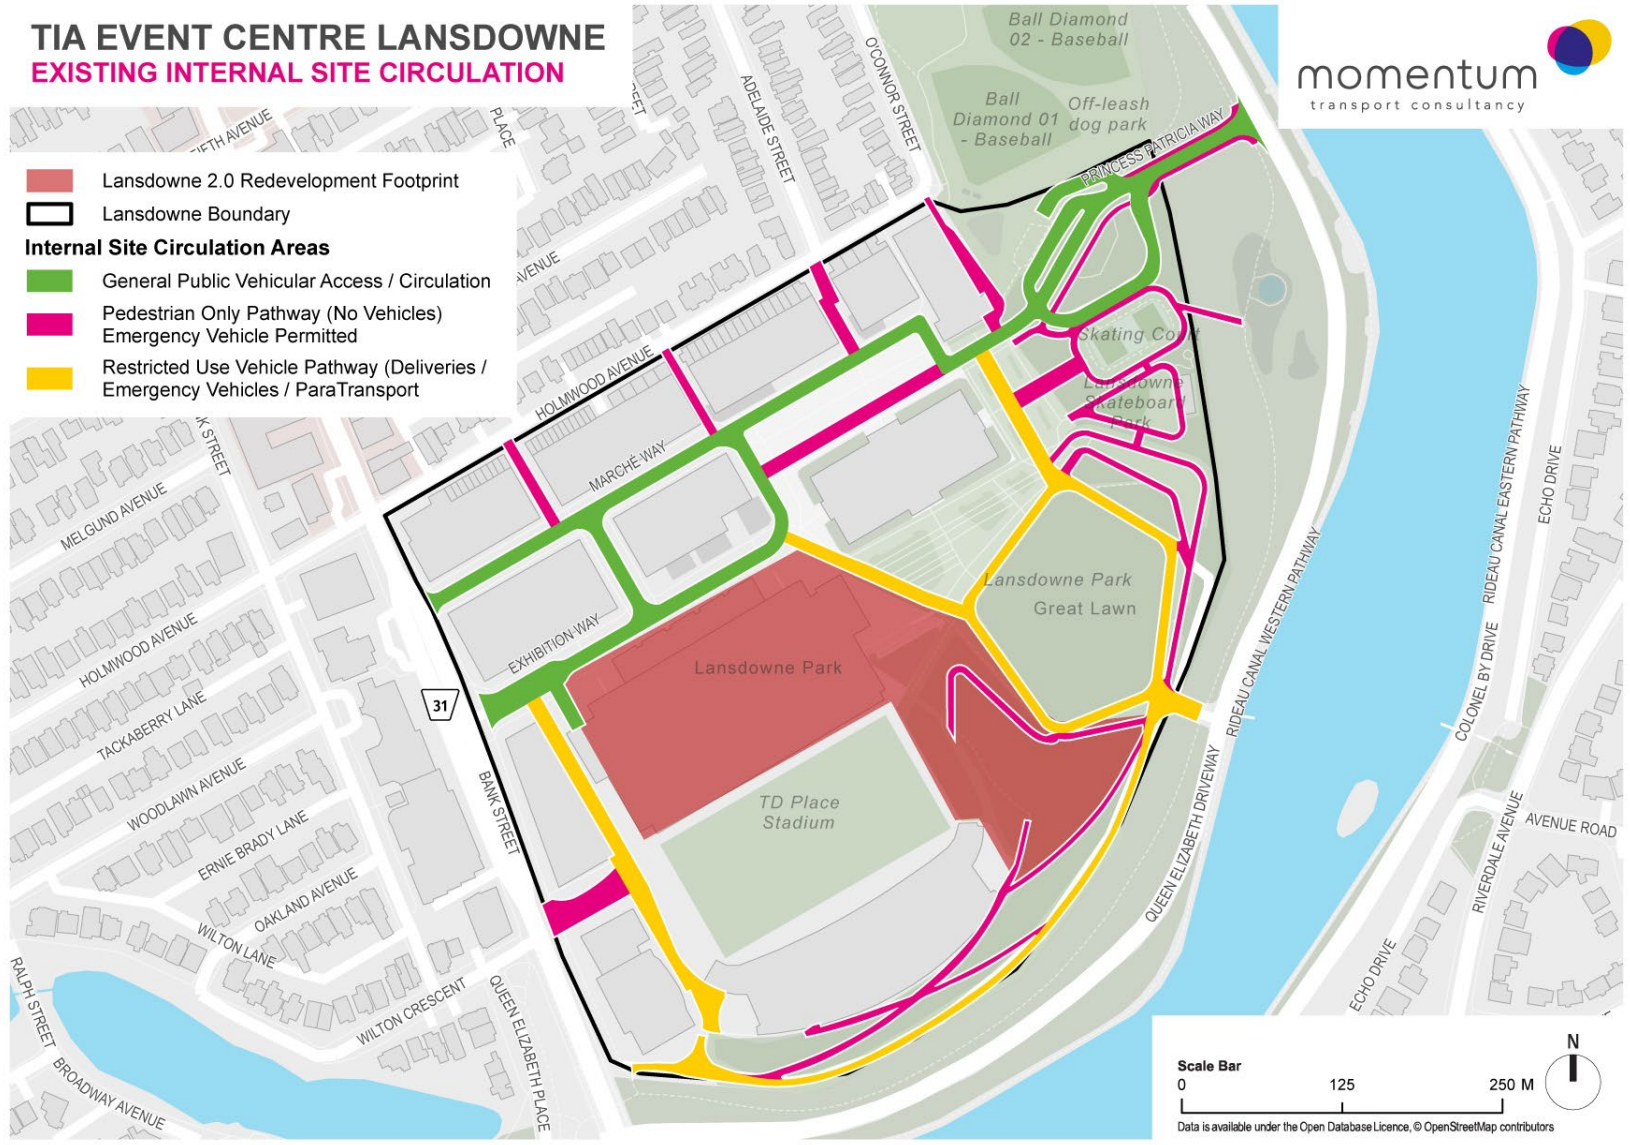 TIA EVENT CENTRE LANSDOWNE
EXISTING INTERNAL SITE CIRCULATION
momentum
transport consultancy
Lansdowne 2.0 Redevelopment Footprint
Lansdowne Boundary
Internal Site Circulation Areas
General Public Vehicular Access / Circulation
Pedestrian Only Pathway (No Vehicles)
Emergency Vehicle Permitted
Restricted Use Vehicle Pathway (Deliveries /
Emergency Vehicles / ParaTransport
Ball Diamond
02 - Baseball
Ball
Diamond 01
- Baseball
Off-leash
dog park
PRINCESS PATRICIA WAY
O'CONNOR STREET
ADELAIDE STREET
PLACE
AVENUE
HOLMWOOD AVENUE
MARCHÉ WAY
EXHIBITION WAY
Skating Court
Lansdowne
Skateboard
Park
Lansdowne Park
Great Lawn
Lansdowne Park
TD Place
Stadium
31
BANK STREET
MELGUND AVENUE
HOLMWOOD AVENUE
TACKABERRY LANE
WOODLAWN AVENUE
ERNIE BRADY LANE
OAKLAND AVENUE
WILTON LANE
WILTON CRESCENT
QUEEN ELIZABETH PLACE
RALPH STREET
BROADWAY AVENUE
QUEEN ELIZABETH DRIVEWAY
RIDEAU CANAL WESTERN PATHWAY
RIDEAU CANAL EASTERN PATHWAY
COLONEL BY DRIVE
ECHO DRIVE
ECHO DRIVE
RIVERDALE AVENUE
AVENUE ROAD
Scale Bar
0 125 250 M
N
Data is available under the Open Database Licence, © OpenStreetMap contributors